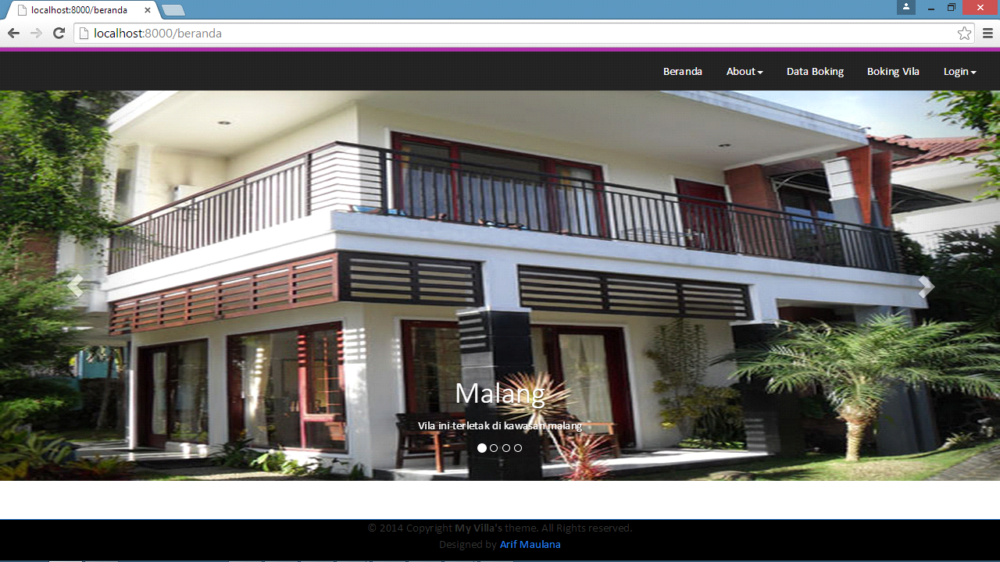 localhost:8000/beranda
localhost:8000/beranda
Beranda About Data Boking Boking Vila Login
Malang
Vila ini terletak di kawasan malang
© 2014 Copyright My Villa's theme. All Rights reserved.
Designed by Arif Maulana